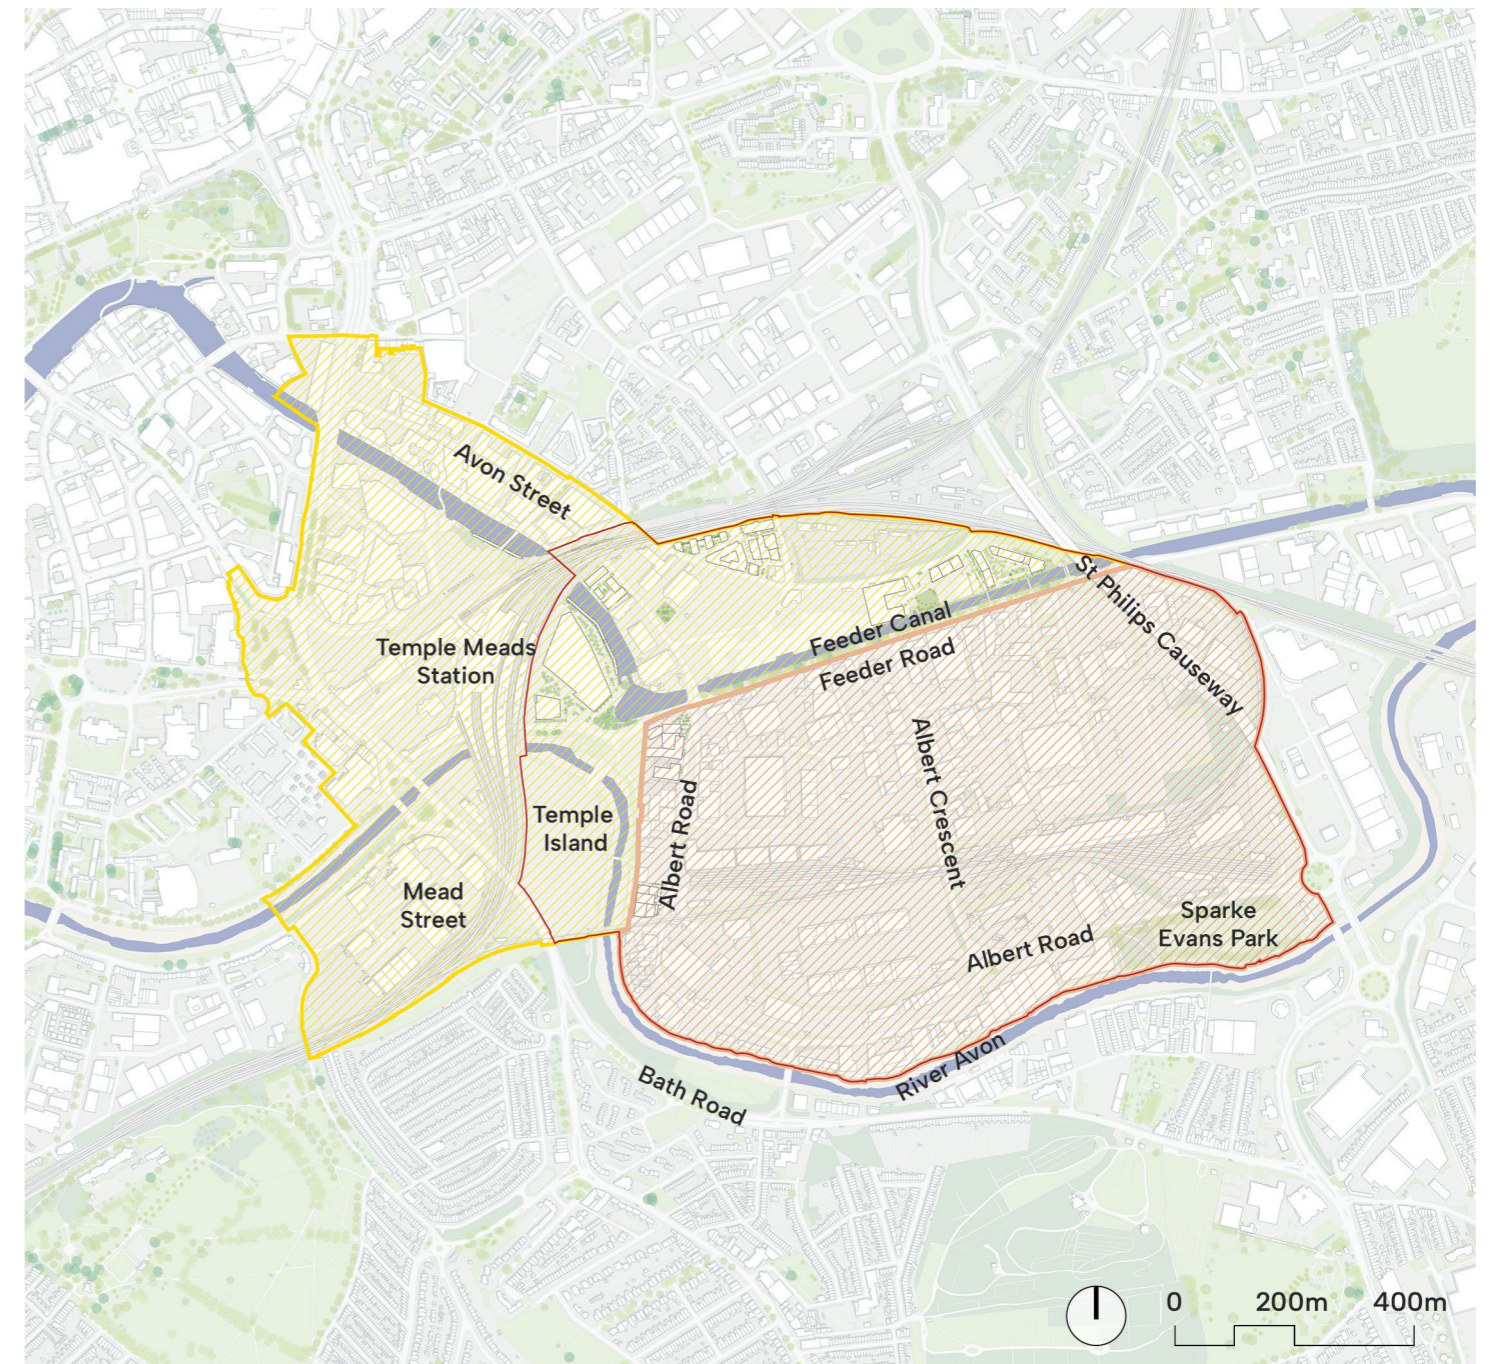 Avon Street
St Philips Causeway
Feeder Canal
Feeder Road
Temple Meads
Station
Albert Crescent
Albert Road
Temple
Island
Mead
Street
Sparke
Evans Park
Albert Road
River Avon
Bath Road
0 200m 400m